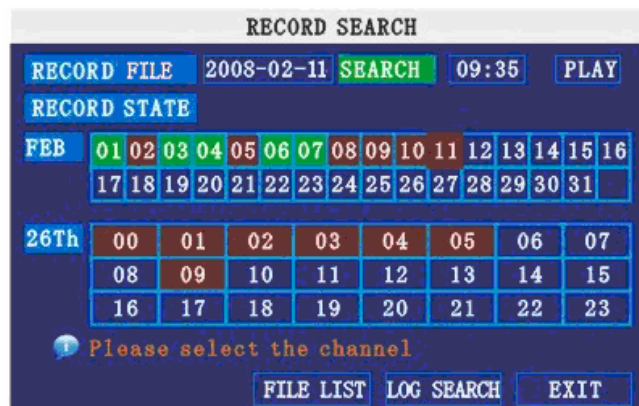 RECORD SEARCH
RECORD FILE 2008-02-11 SEARCH 09:35 PLAY
RECORD STATE
FEB 01 02 03 04 05 06 07 08 09 10 11 12 13 14 15 16
17 18 19 20 21 22 23 24 25 26 27 28 29 30 31
26Th 00 01 02 03 04 05 06 07
08 09 10 11 12 13 14 15
16 17 18 19 20 21 22 23
Please select the channel
FILE LIST LOG SEARCH EXIT